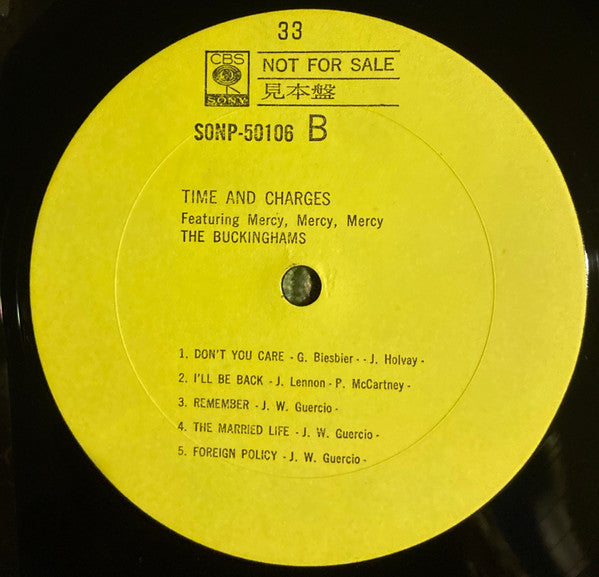 33
CBS
SONY
NOT FOR SALE
見本盤
SONP-50106 B
TIME AND CHARGES
Featuring Mercy, Mercy, Mercy
THE BUCKINGHAMS
1. DON'T YOU CARE - G. Biesbier - - J. Holvay -
2. I'LL BE BACK - J. Lennon - P. McCartney -
3. REMEMBER - J. W. Guercio -
4. THE MARRIED LIFE - J. W. Guercio -
5. FOREIGN POLICY - J. W. Guercio -